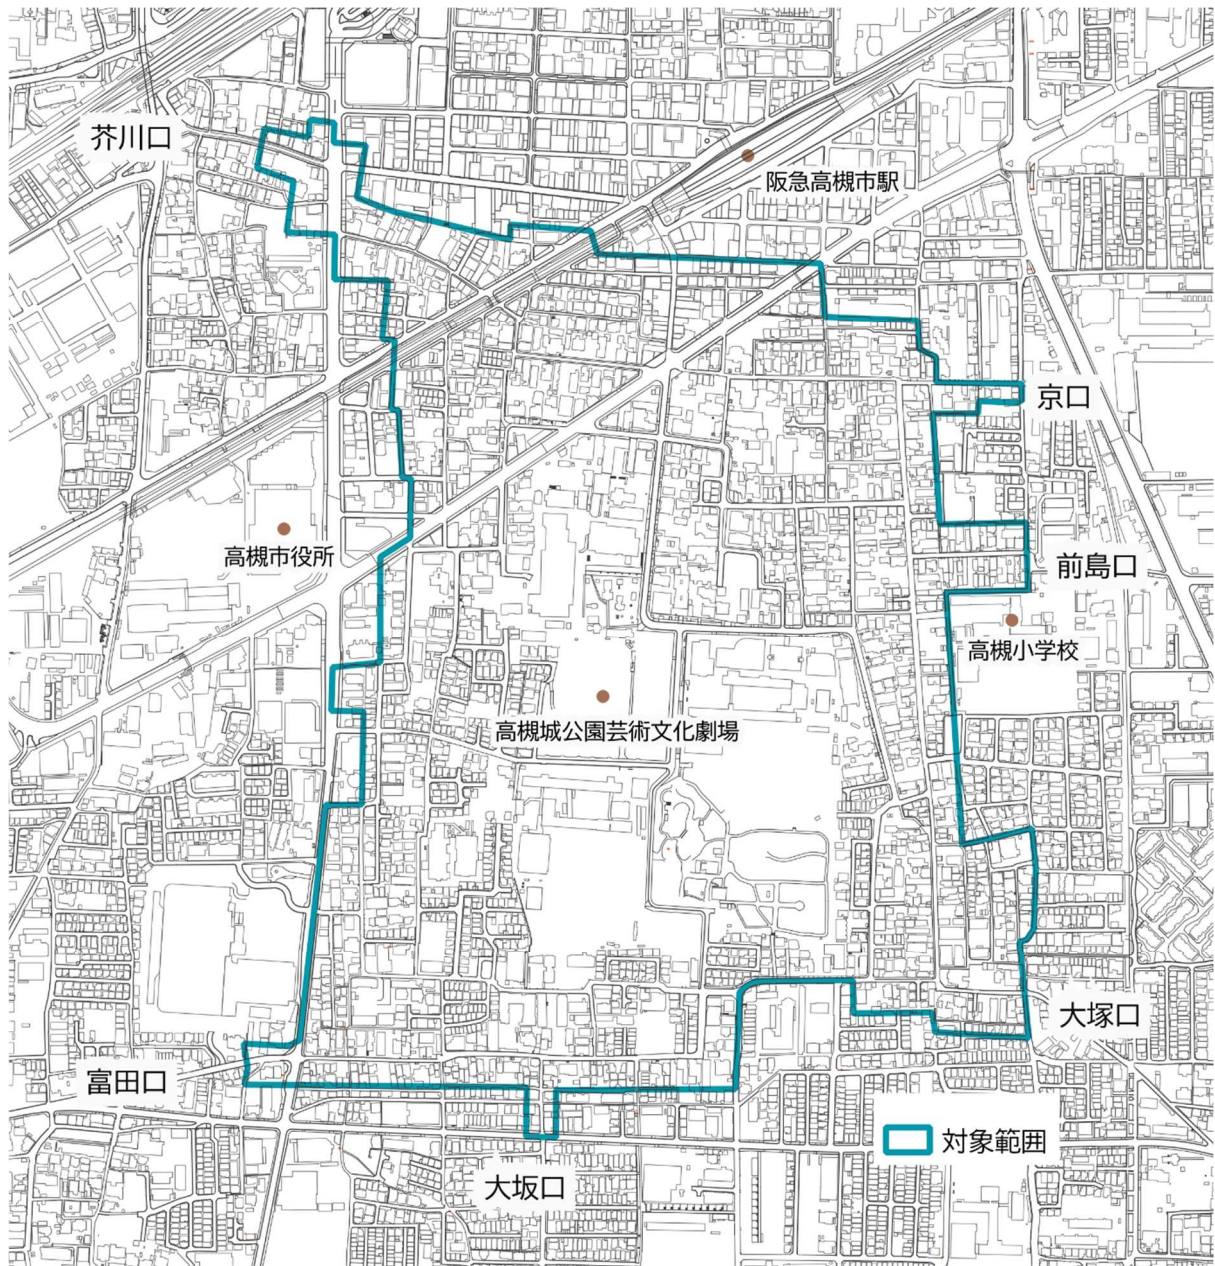 芥川口
阪急高槻市駅
京口
高槻市役所
前島口
高槻小学校
高槻城公園芸術文化劇場
大塚口
富田口
対象範囲
大坂口